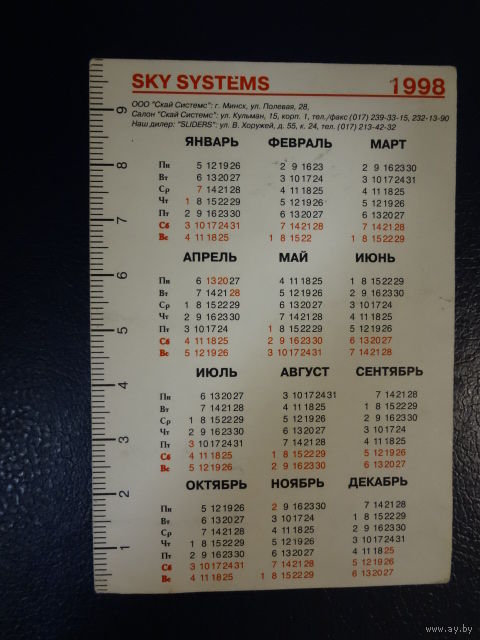 SKY SYSTEMS 1998
ООО "Скай Системс": г. Минск, ул. Полевая, 28,
Салон "Скай Системс": ул. Кульман, 15, корп. 1, тел./факс (017) 239-33-15, 232-13-90
Наш дилер: "SLIDERS": ул. В. Хоружей, д. 55, к. 24, тел. (017) 213-42-32
ЯНВАРЬ ФЕВРАЛЬ МАРТ
Пн 5 12 19 26 2 9 16 23 2 9 16 23 30
Вт 6 13 20 27 3 10 17 24 3 10 17 24 31
Ср 7 14 21 28 4 11 18 25 4 11 18 25
Чт 1 8 15 22 29 5 12 19 26 5 12 19 26
Пт 2 9 16 23 30 6 13 20 27 6 13 20 27
Сб 3 10 17 24 31 7 14 21 28 7 14 21 28
Вс 4 11 18 25 1 8 15 22 1 8 15 22 29
АПРЕЛЬ МАЙ ИЮНЬ
Пн 6 13 20 27 4 11 18 25 1 8 15 22 29
Вт 7 14 21 28 5 12 19 26 2 9 16 23 30
Ср 1 8 15 22 29 6 13 20 27 3 10 17 24
Чт 2 9 16 23 30 7 14 21 28 4 11 18 25
Пт 3 10 17 24 1 8 15 22 29 5 12 19 26
Сб 4 11 18 25 2 9 16 23 30 6 13 20 27
Вс 5 12 19 26 3 10 17 24 31 7 14 21 28
ИЮЛЬ АВГУСТ СЕНТЯБРЬ
Пн 6 13 20 27 3 10 17 24 31 7 14 21 28
Вт 7 14 21 28 4 11 18 25 1 8 15 22 29
Ср 1 8 15 22 29 5 12 19 26 2 9 16 23 30
Чт 2 9 16 23 30 6 13 20 27 3 10 17 24
Пт 3 10 17 24 31 7 14 21 28 4 11 18 25
Сб 4 11 18 25 1 8 15 22 29 5 12 19 26
Вс 5 12 19 26 2 9 16 23 30 6 13 20 27
ОКТЯБРЬ НОЯБРЬ ДЕКАБРЬ
Пн 5 12 19 26 2 9 16 23 30 7 14 21 28
Вт 6 13 20 27 3 10 17 24 1 8 15 22 29
Ср 7 14 21 28 4 11 18 25 2 9 16 23 30
Чт 1 8 15 22 29 5 12 19 26 3 10 17 24 31
Пт 2 9 16 23 30 6 13 20 27 4 11 18 25
Сб 3 10 17 24 31 7 14 21 28 5 12 19 26
Вс 4 11 18 25 1 8 15 22 29 6 13 20 27
9
8
7
6
5
4
3
2
1
www.ay.by